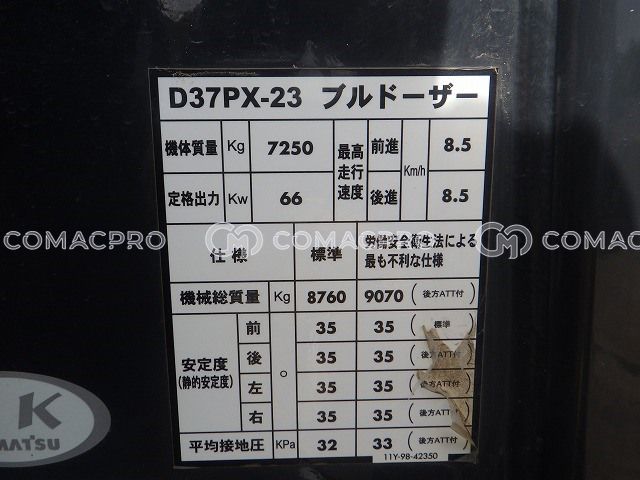 D37PX-23 ブルドーザー
機体質量 Kg 7250 最高走行速度 前進 Km/h 8.5
定格出力 Kw 66 後進 8.5
COMACPRO COMACPRO COMACPRO
仕様 標準 労働安全衛生法による
最も不利な仕様
機械総質量 Kg 8760 9070 (後方ATT付)
安定度 (静的安定度) ° 前 35 35 (標準)
後 35 35 (後方ATT付)
左 35 35 (後方ATT付)
右 35 35 (後方ATT付)
平均接地圧 KPa 32 33 (後方ATT付)
11Y-98-42350
K
MATSU